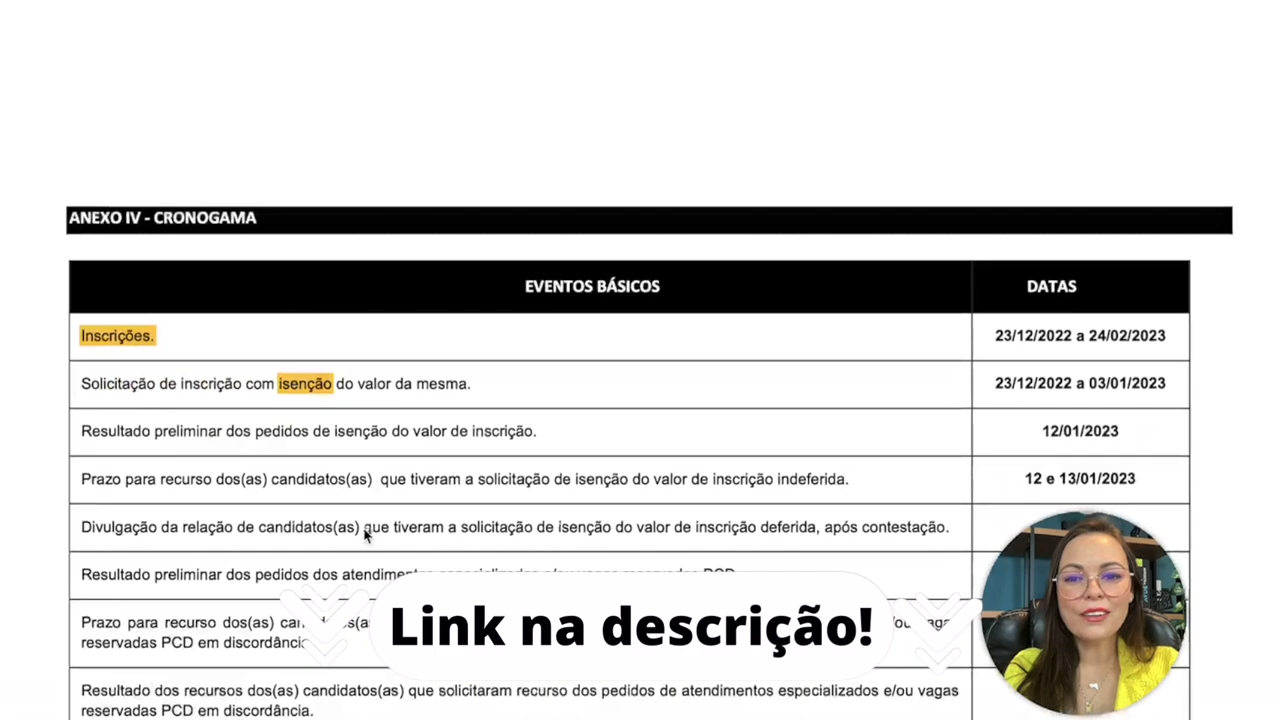 ANEXO IV - CRONOGAMA
EVENTOS BÁSICOS DATAS
Inscrições. 23/12/2022 a 24/02/2023
Solicitação de inscrição com isenção do valor da mesma. 23/12/2022 a 03/01/2023
Resultado preliminar dos pedidos de isenção do valor de inscrição. 12/01/2023
Prazo para recurso dos(as) candidatos(as) que tiveram a solicitação de isenção do valor de inscrição indeferida. 12 e 13/01/2023
Divulgação da relação de candidatos(as) que tiveram a solicitação de isenção do valor de inscrição deferida, após contestação.
Resultado preliminar dos pedidos dos
Prazo para recurso dos(as)
reservadas PCD em
Link na descrição!
Resultado dos recursos dos(as) candidatos(as) que solicitaram recurso dos pedidos de atendimentos especializados e/ou vagas
reservadas PCD em discordância.